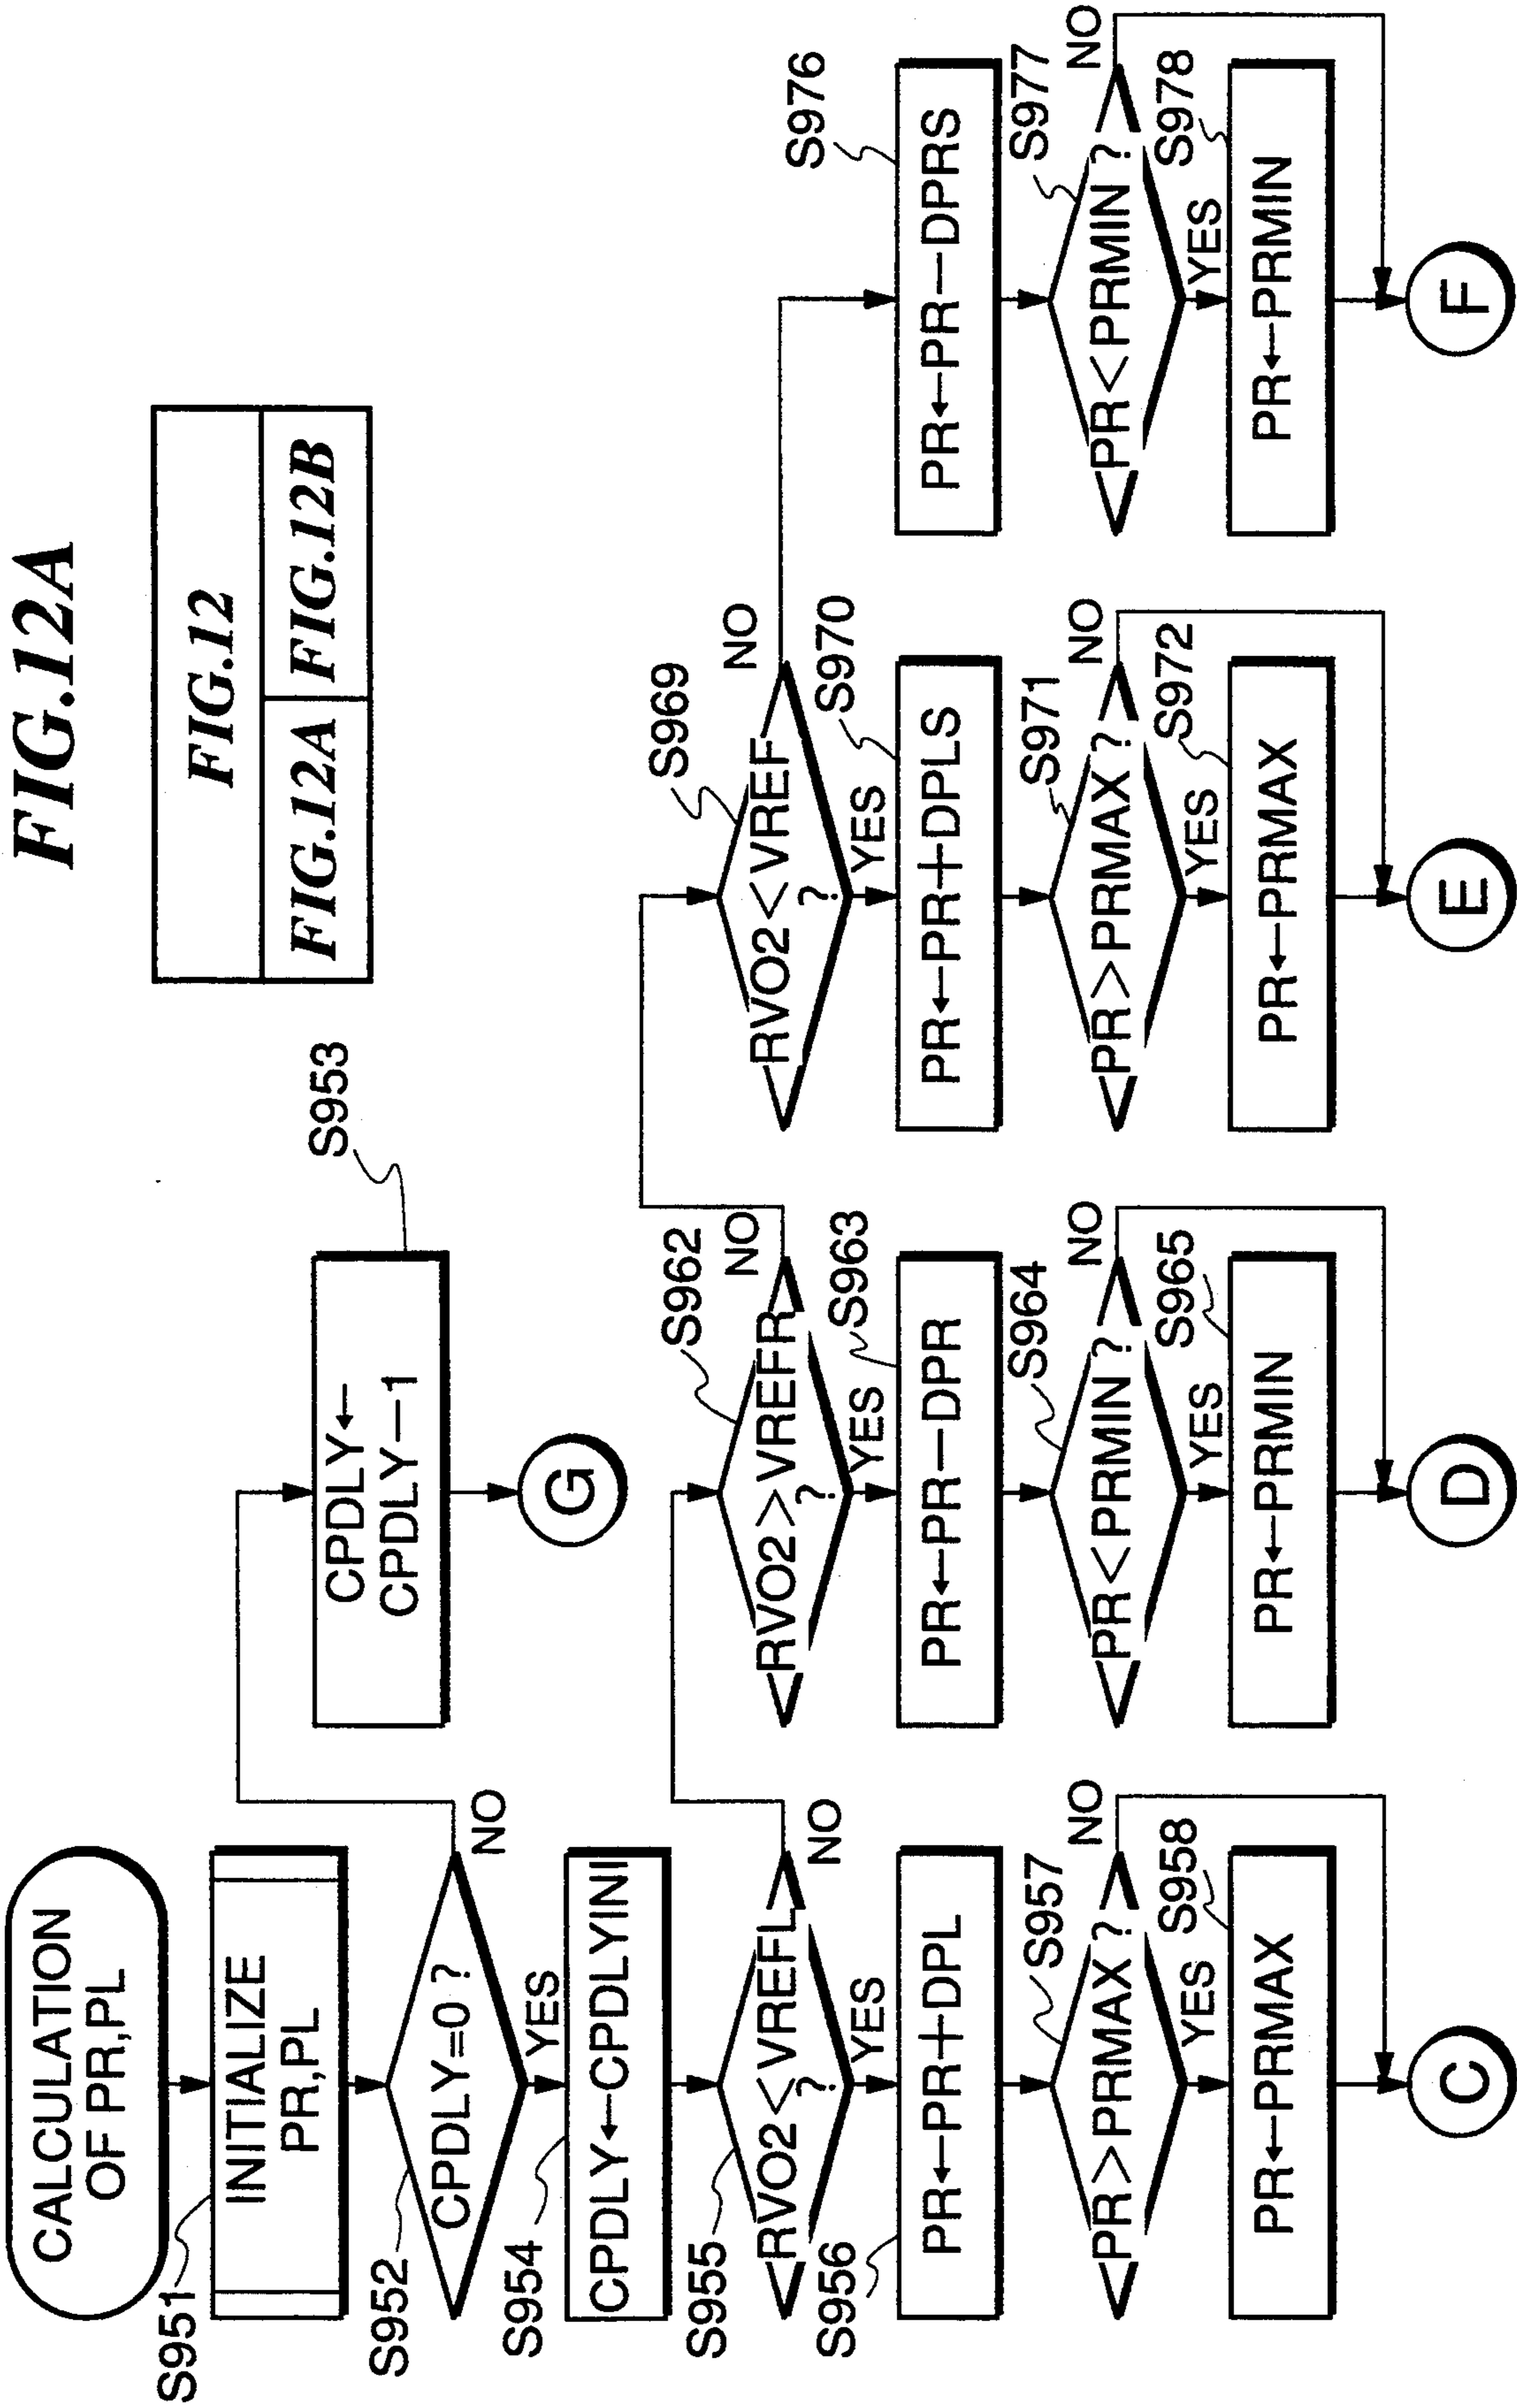 FIG.12A
FIG.12
FIG.12A FIG.12B
CALCULATION
OF PR,PL
S951
INITIALIZE
PR,PL
S952
CPDLY=0 ?
NO
YES
S953
CPDLY←
CPDLY—1
G
S954
CPDLY←CPDLYINI
S955
RVO2<VREFL
?
NO
YES
S956
PR←PR+DPL
S957
PR>PRMAX ?
NO
YES
S958
PR←PRMAX
C
S962
RVO2>VREFR
?
NO
YES
S963
PR←PR—DPR
S964
PR<PRMIN ?
NO
YES
S965
PR←PRMIN
D
S969
RVO2<VREF
?
NO
YES
S970
PR←PR+DPLS
S971
PR>PRMAX ?
NO
YES
S972
PR←PRMAX
E
S976
PR←PR—DPRS
S977
PR<PRMIN ?
NO
YES
S978
PR←PRMIN
F